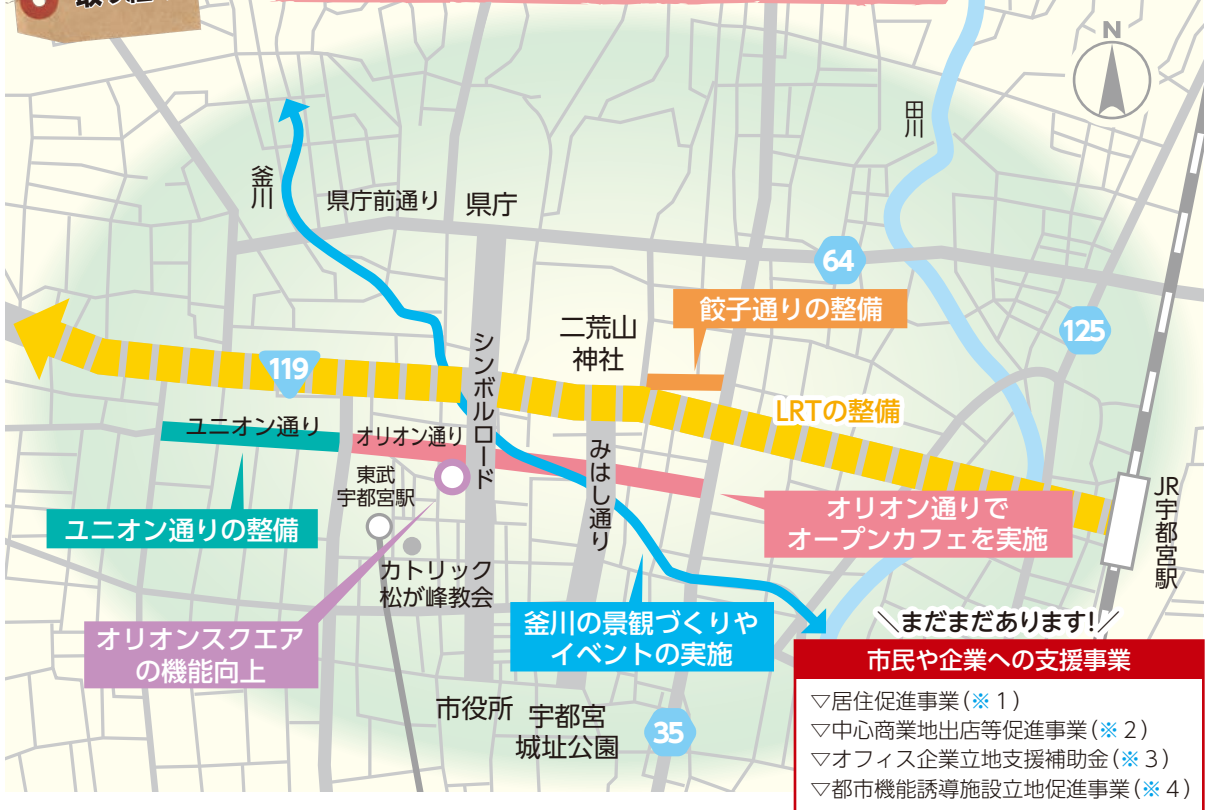 N
田川
釜川
県庁前通り
県庁
64
餃子通りの整備
二荒山
神社
125
119
シンボルロード
LRTの整備
ユニオン通り
オリオン通り
みはし通り
東武
宇都宮駅
オリオン通りで
オープンカフェを実施
JR宇都宮駅
ユニオン通りの整備
カトリック
松が峰教会
釜川の景観づくりや
イベントの実施
オリオンスクエア
の機能向上
市役所
宇都宮
城址公園
35
\まだまだあります!/
市民や企業への支援事業
▽居住促進事業(※1)
▽中心商業地出店等促進事業(※2)
▽オフィス企業立地支援補助金(※3)
▽都市機能誘導施設立地促進事業(※4)